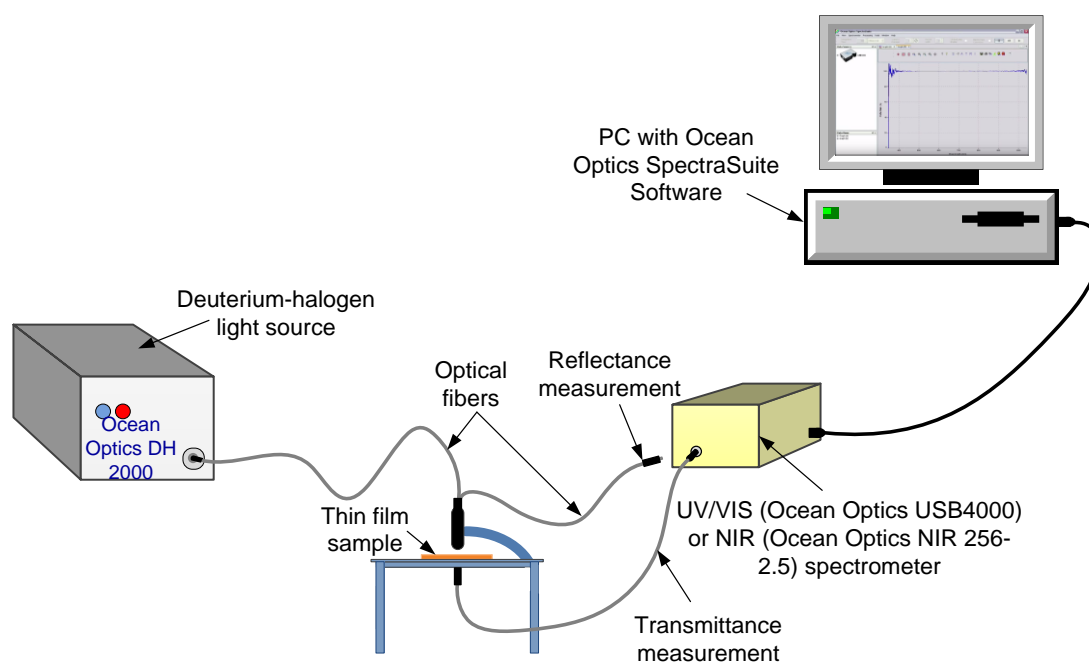 PC with Ocean
Optics SpectraSuite
Software
Deuterium-halogen
light source
Optical
fibers
Reflectance
measurement
Ocean
Optics DH
2000
Thin film
sample
UV/VIS (Ocean Optics USB4000)
or NIR (Ocean Optics NIR 256-
2.5) spectrometer
Transmittance
measurement